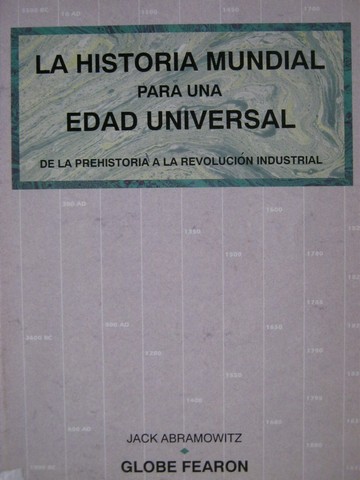 LA HISTORIA MUNDIAL
PARA UNA
EDAD UNIVERSAL
DE LA PREHISTORIA A LA REVOLUCIÓN INDUSTRIAL
JACK ABRAMOWITZ
GLOBE FEARON